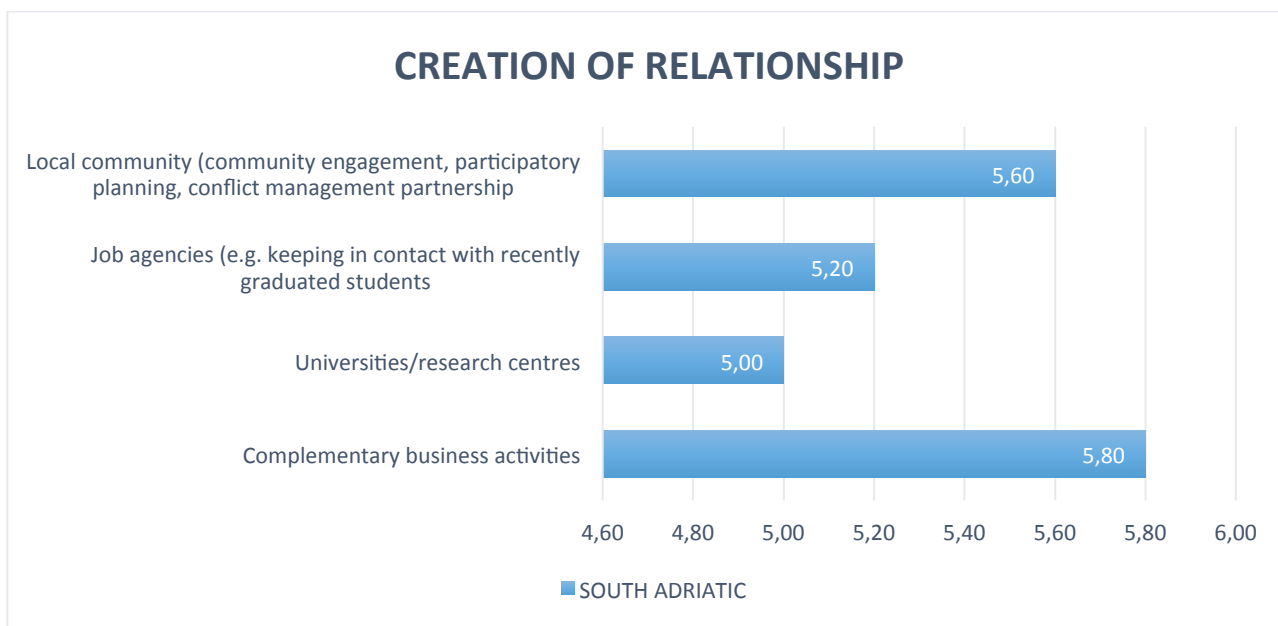 CREATION OF RELATIONSHIP
Local community (community engagement, participatory
planning, conflict management partnership
5,60
Job agencies (e.g. keeping in contact with recently
graduated students
5,20
Universities/research centres
5,00
Complementary business activities
5,80
4,60 4,80 5,00 5,20 5,40 5,60 5,80 6,00
SOUTH ADRIATIC